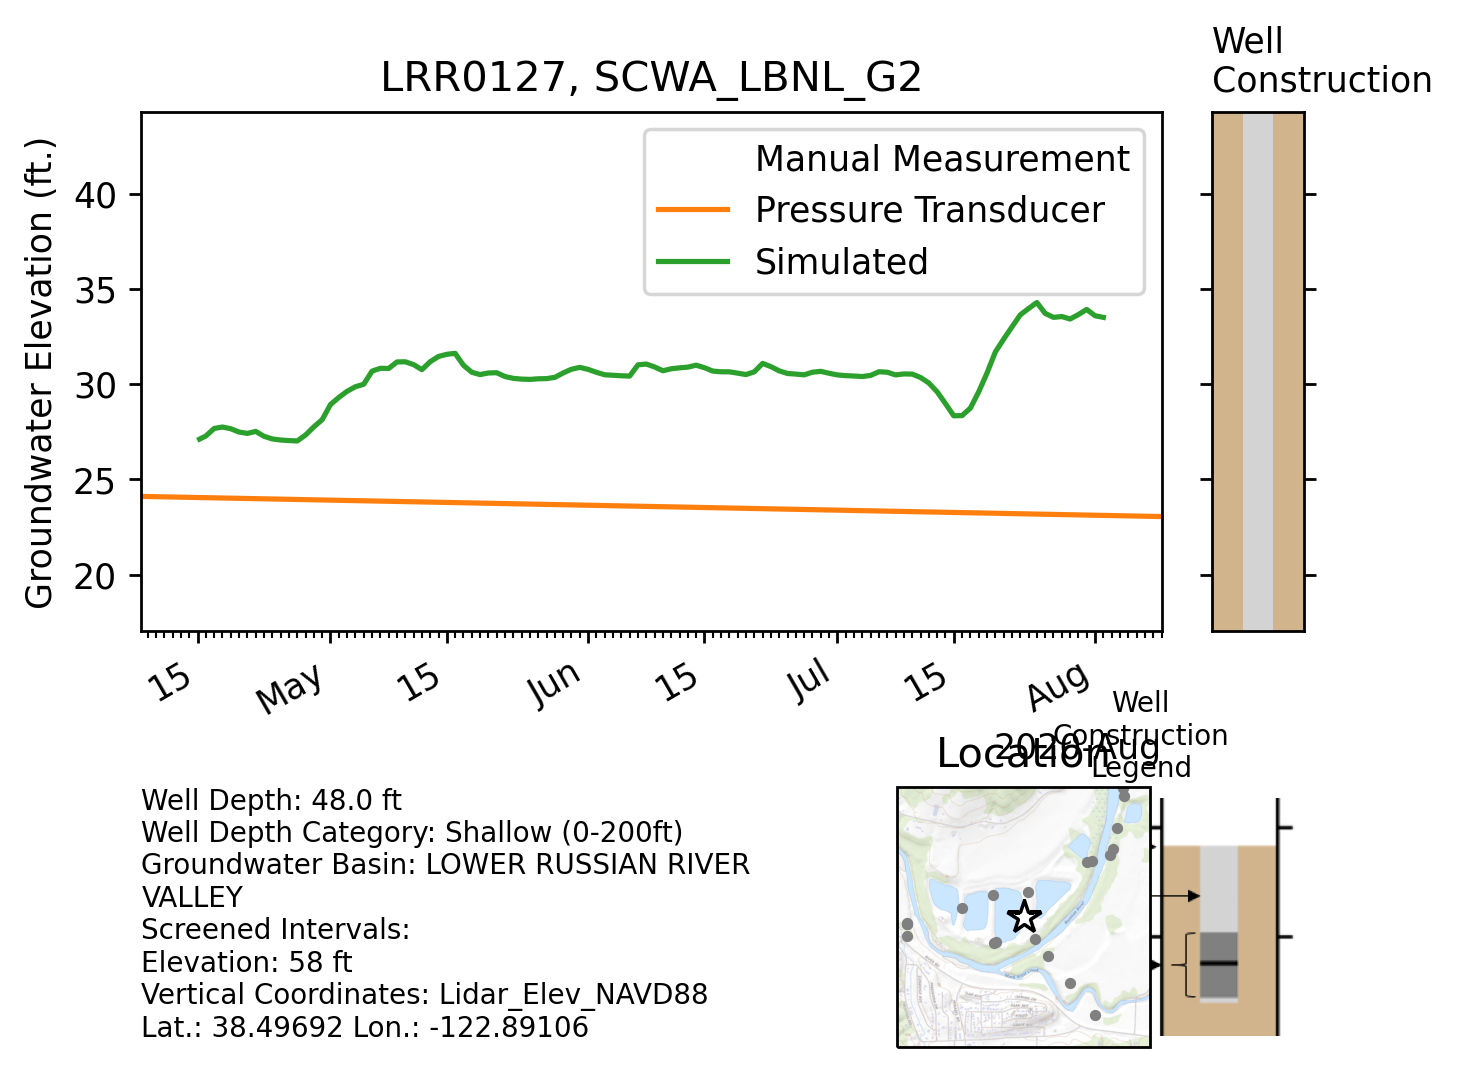 Well
Construction
LRR0127, SCWA_LBNL_G2
Groundwater Elevation (ft.)
40
35
30
25
20
Manual Measurement
Pressure Transducer
Simulated
15
May
15
Jun
15
Jul
15
Aug
2020-Aug
Location
Well
Construction
Legend
Well Depth: 48.0 ft
Well Depth Category: Shallow (0-200ft)
Groundwater Basin: LOWER RUSSIAN RIVER
VALLEY
Screened Intervals:
Elevation: 58 ft
Vertical Coordinates: Lidar_Elev_NAVD88
Lat.: 38.49692 Lon.: -122.89106